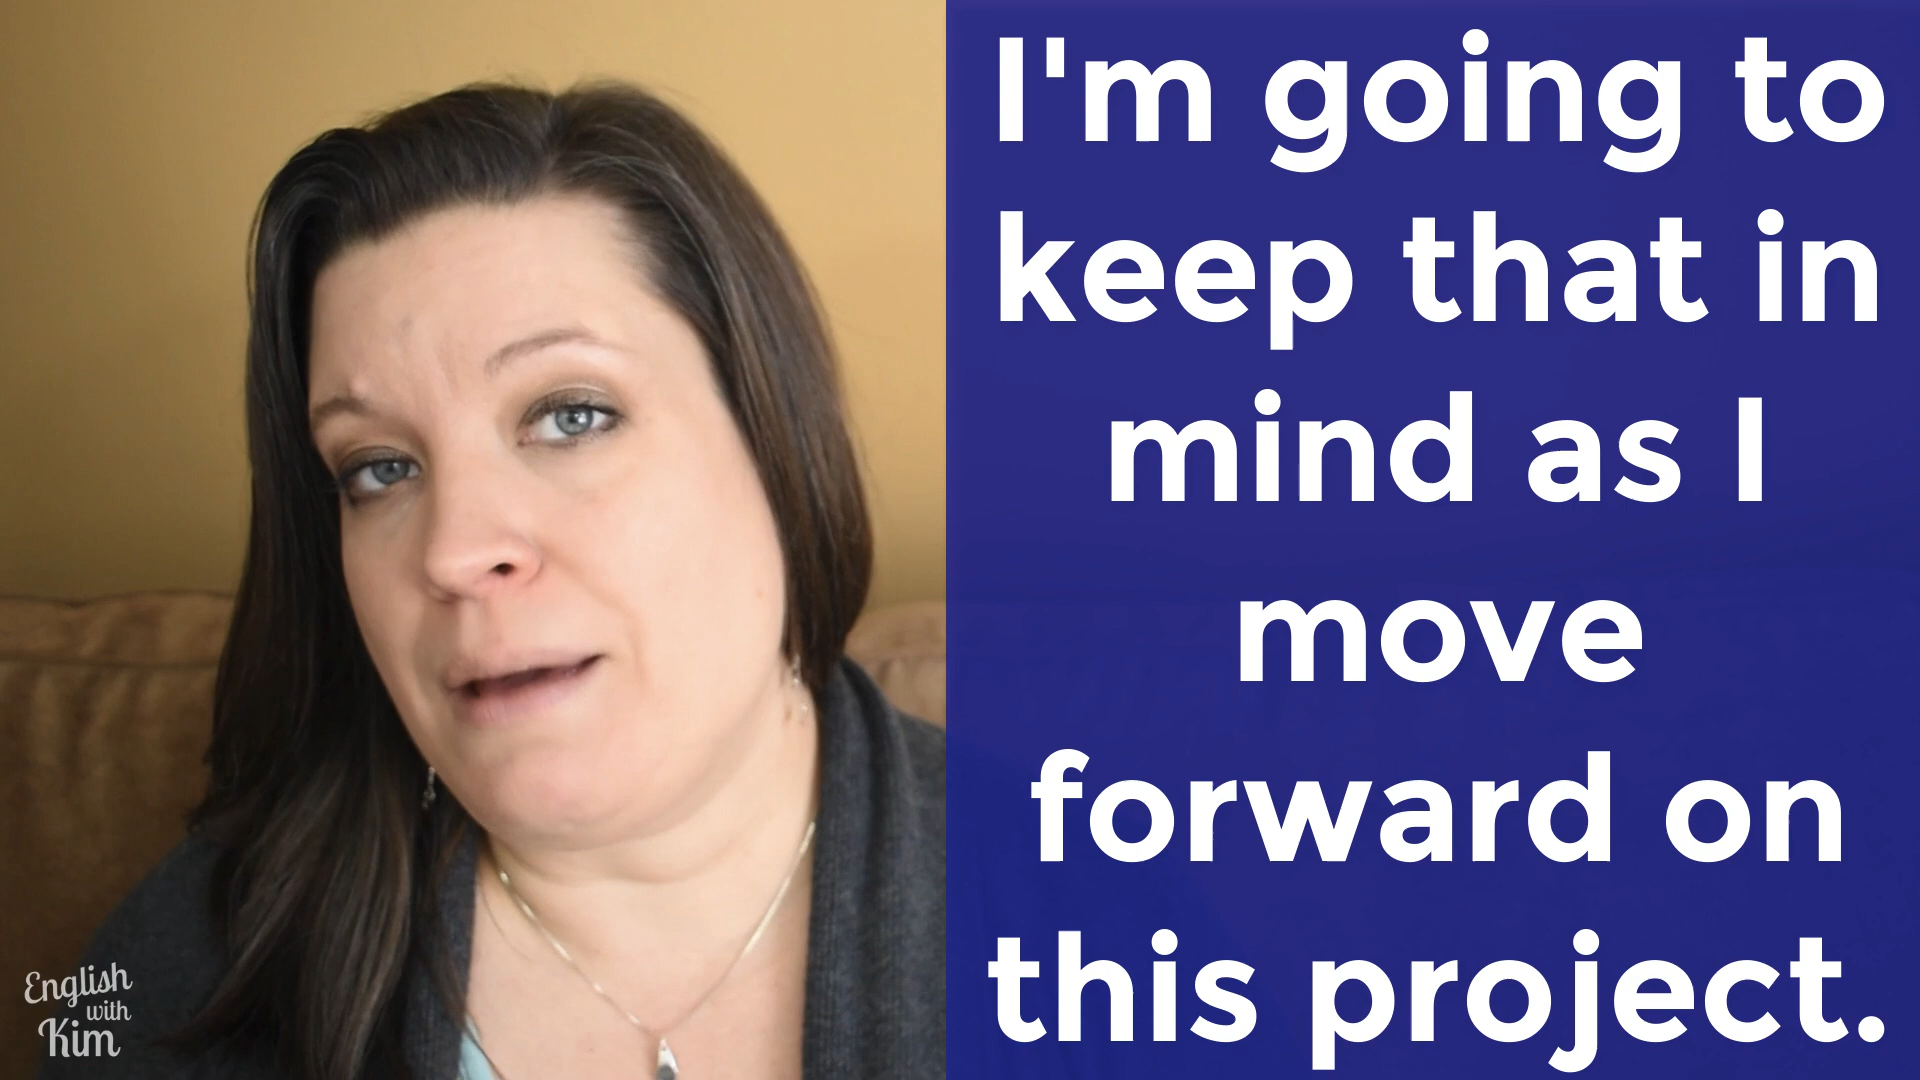 I'm going to
keep that in
mind as I
move
forward on
this project.
English
with
Kim